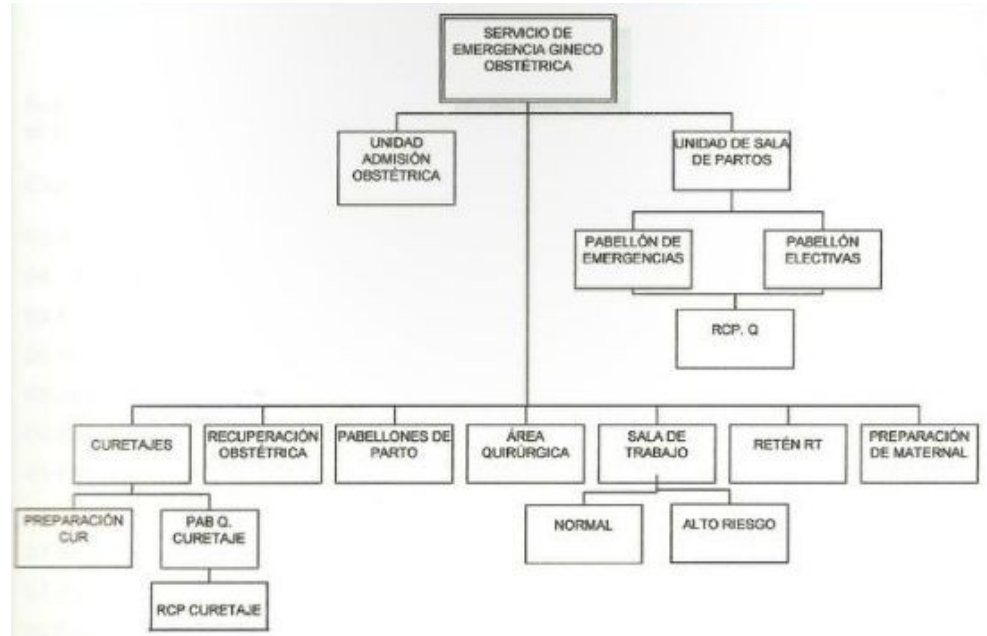 SERVICIO DE
EMERGENCIA GINECO
OBSTÉTRICA
UNIDAD
ADMISIÓN
OBSTÉTRICA
UNIDAD DE SALA
DE PARTOS
PABELLÓN DE
EMERGENCIAS
PABELLÓN
ELECTIVAS
RCP. Q
CURETAJES
RECUPERACIÓN
OBSTÉTRICA
PABELLONES DE
PARTO
ÁREA
QUIRÚRGICA
SALA DE
TRABAJO
RETÉN RT
PREPARACIÓN
DE MATERNAL
PREPARACIÓN
CUR
PAB Q.
CURETAJE
NORMAL
ALTO RIESGO
RCP CURETAJE